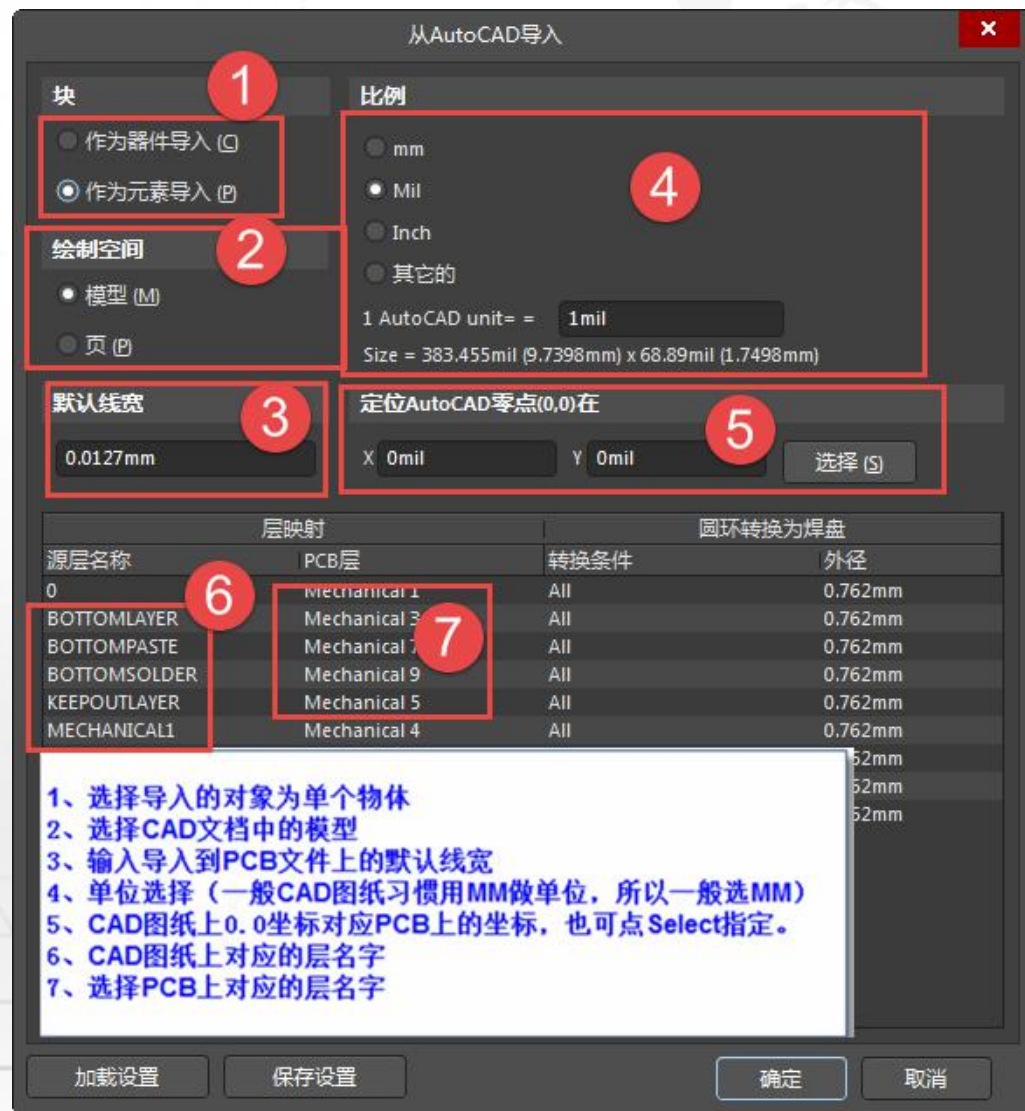 从AutoCAD导入
块
1
比例
作为器件导入 (C)
作为元素导入 (P)
mm
Mil
Inch
其它的
4
绘制空间
2
模型 (M)
页 (P)
1 AutoCAD unit= = 1mil
Size = 383.455mil (9.7398mm) x 68.89mil (1.7498mm)
默认线宽
3
0.0127mm
定位AutoCAD零点(0,0)在
5
X 0mil Y 0mil 选择 (S)
层映射 圆环转换为焊盘
源层名称 PCB层 转换条件 外径
0 Mechanical 1 All 0.762mm
BOTTOMLAYER Mechanical 3 All 0.762mm
BOTTOMPASTE Mechanical All 0.762mm
BOTTOMSOLDER Mechanical 9 All 0.762mm
KEEPOUTLAYER Mechanical 5 All 0.762mm
MECHANICAL1 Mechanical 4 All 0.762mm
6
7
52mm
52mm
52mm
1、选择导入的对象为单个物体
2、选择CAD文档中的模型
3、输入导入到PCB文件上的默认线宽
4、单位选择（一般CAD图纸习惯用MM做单位，所以一般选MM）
5、CAD图纸上0.0坐标对应PCB上的坐标，也可点Select指定。
6、CAD图纸上对应的层名字
7、选择PCB上对应的层名字
加载设置 保存设置 确定 取消